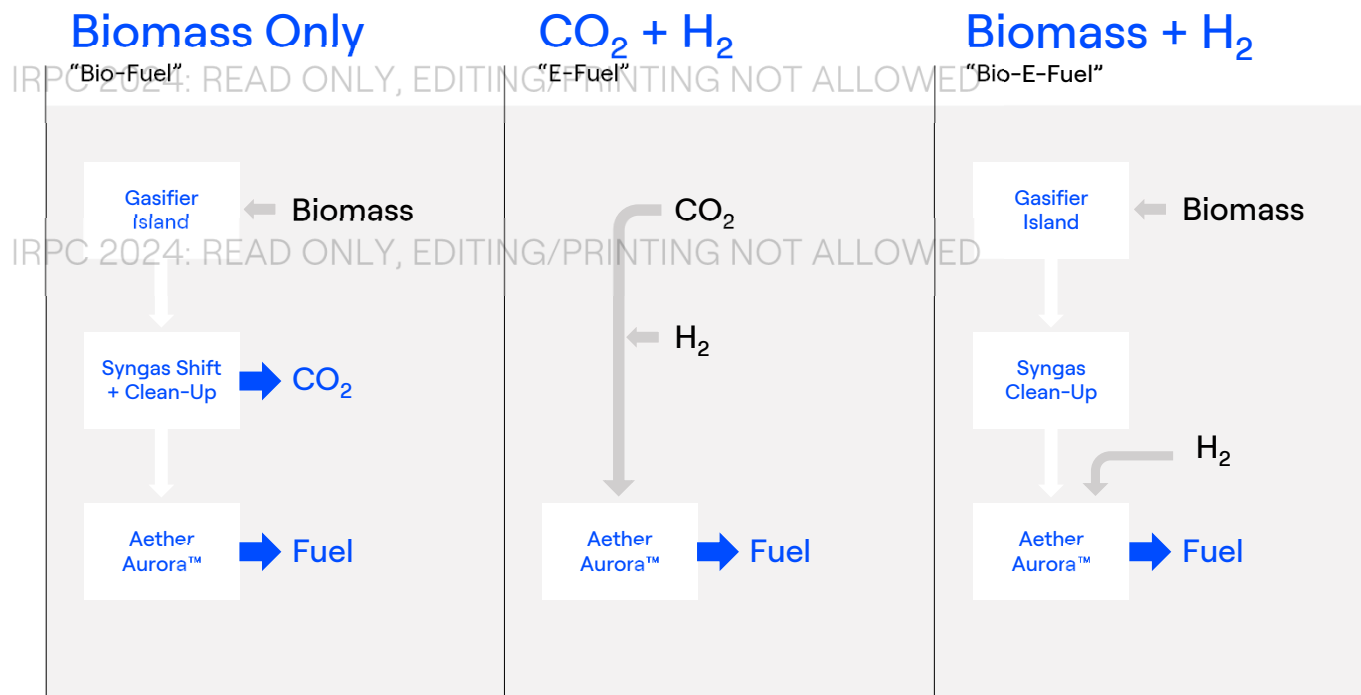 Biomass Only
“Bio-Fuel”
CO₂ + H₂
“E-Fuel”
Biomass + H₂
“Bio-E-Fuel”
IRPC 2024: READ ONLY, EDITING/PRINTING NOT ALLOWED
Gasifier
Island
Biomass
IRPC 2024: READ ONLY, EDITING/PRINTING NOT ALLOWED
Syngas Shift
+ Clean-Up
CO₂
Aether
Aurora™
Fuel
CO₂
H₂
Aether
Aurora™
Fuel
Gasifier
Island
Biomass
Syngas
Clean-Up
H₂
Aether
Aurora™
Fuel